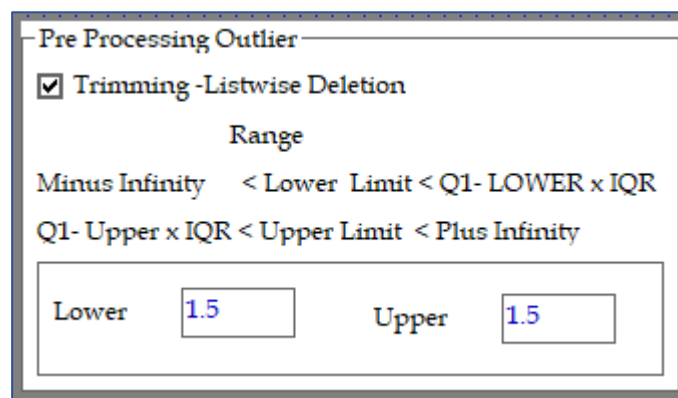 Pre Processing Outlier
Trimming -Listwise Deletion
Range
Minus Infinity < Lower Limit < Q1- LOWER x IQR
Q1- Upper x IQR < Upper Limit < Plus Infinity
Lower 1.5 Upper 1.5